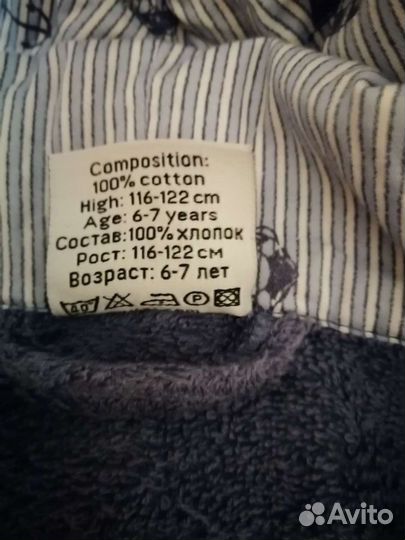 Composition:
100% cotton
High: 116-122 cm
Age: 6-7 years
Состав:100% хлопок
Рост: 116-122 см
Возраст: 6-7 лет
40 P
Avito